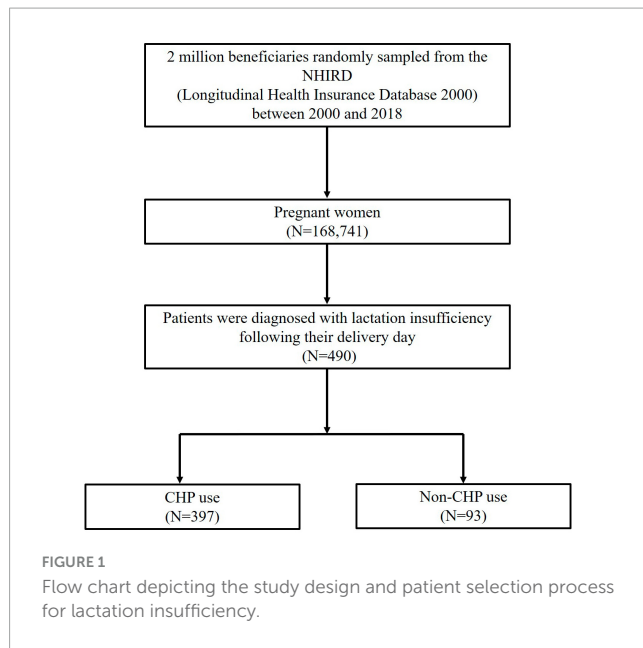 2 million beneficiaries randomly sampled from the
NHIRD
(Longitudinal Health Insurance Database 2000)
between 2000 and 2018
Pregnant women
(N=168,741)
Patients were diagnosed with lactation insufficiency
following their delivery day
(N=490)
CHP use
(N=397)
Non-CHP use
(N=93)
FIGURE 1
Flow chart depicting the study design and patient selection process
for lactation insufficiency.